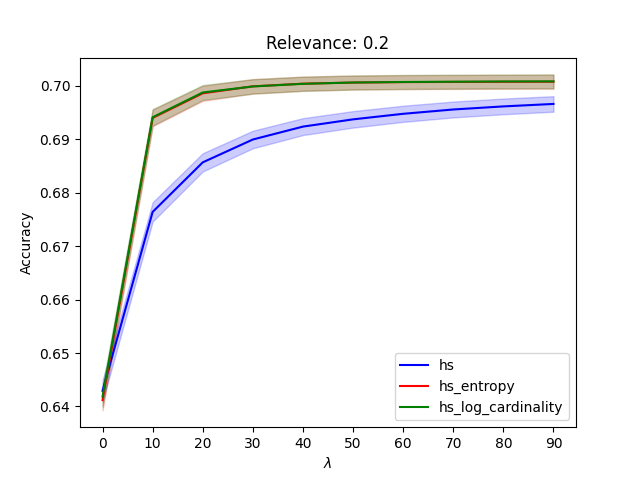 Relevance: 0.2
Accuracy
0.70
0.69
0.68
0.67
0.66
0.65
0.64
0 10 20 30 40 50 60 70 80 90
λ
hs
hs_entropy
hs_log_cardinality